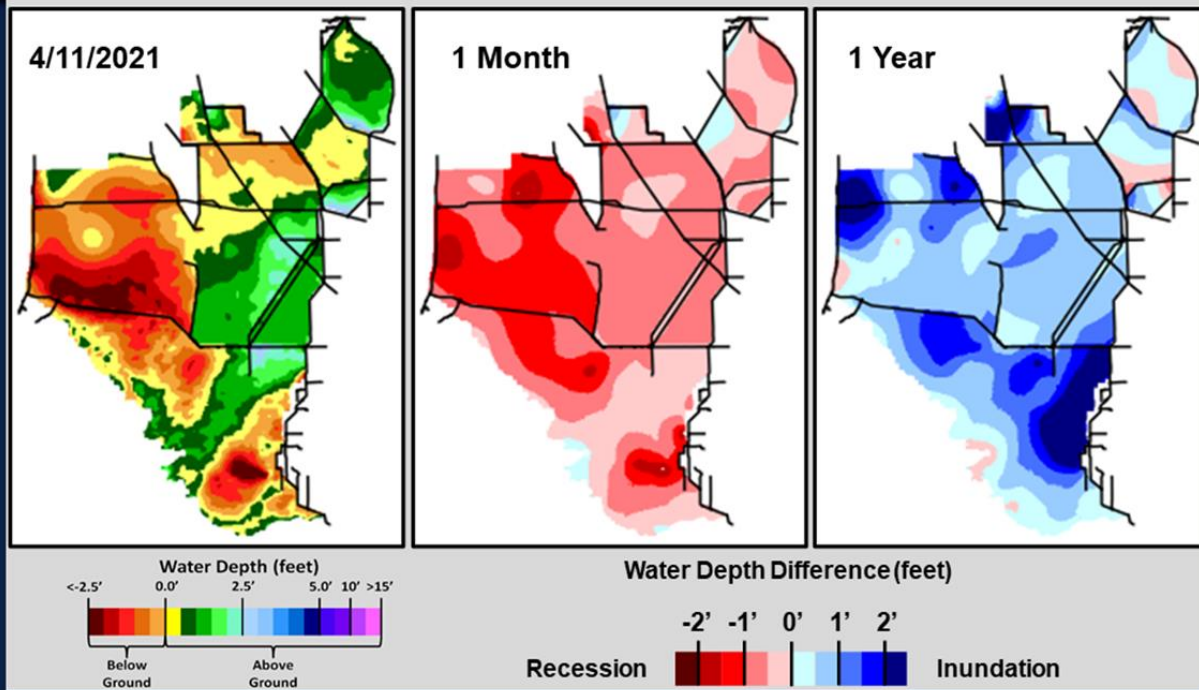 4/11/2021
1 Month
1 Year
Water Depth (feet)
<-2.5' 0.0' 2.5' 5.0' 10' >15'
Below
Ground
Above
Ground
Water Depth Difference (feet)
-2' -1' 0' 1' 2'
Recession
Inundation